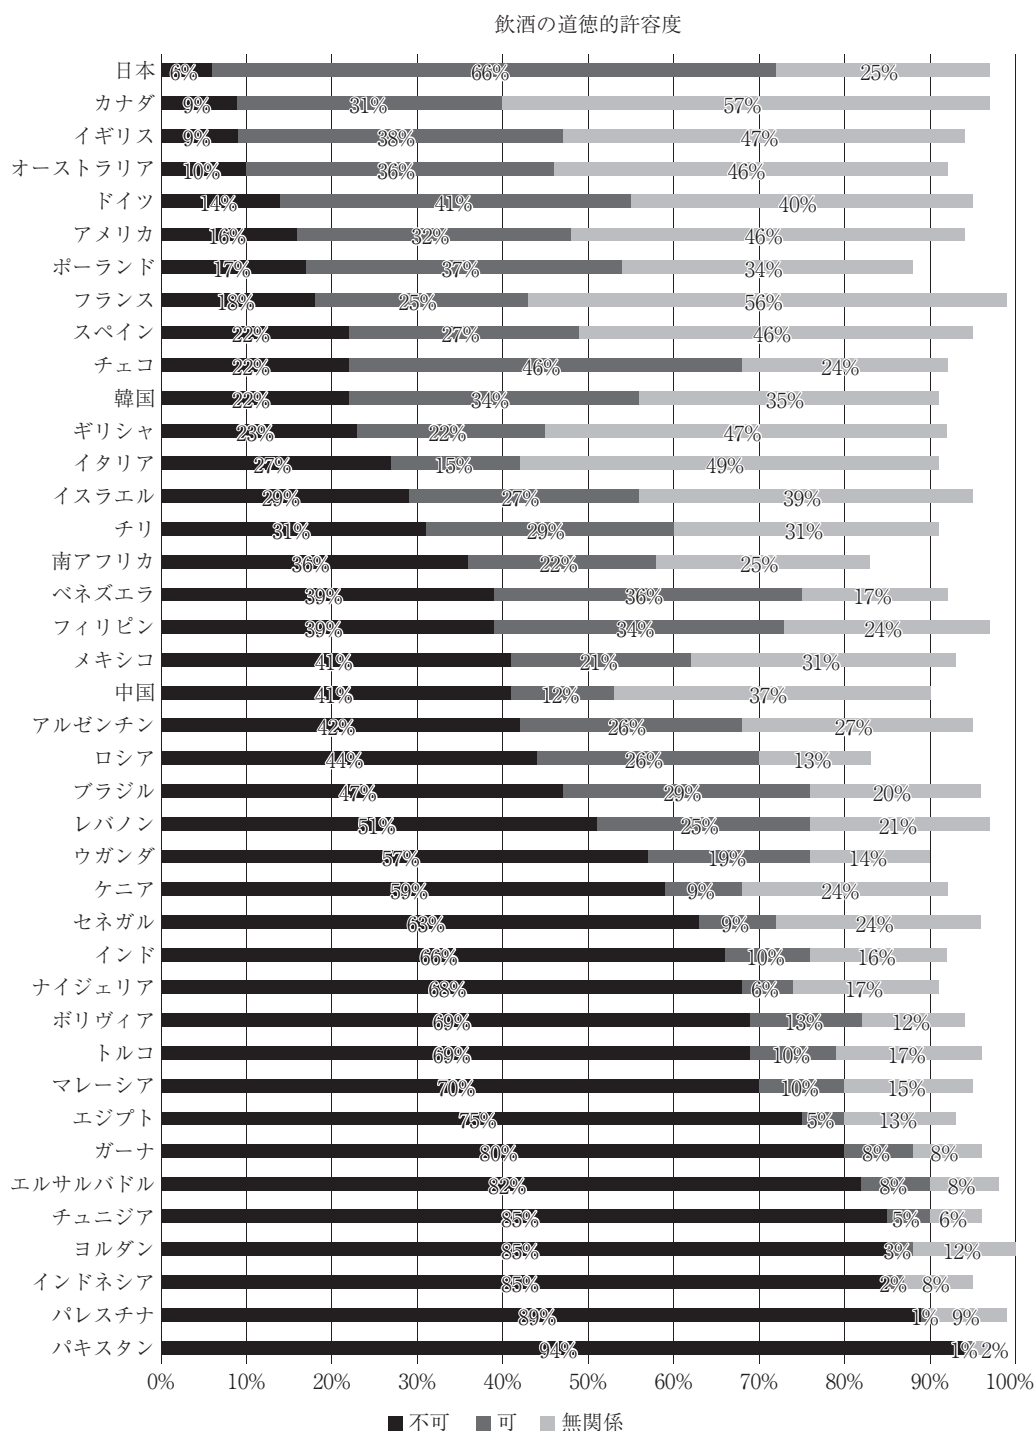 飲酒の道徳的許容度
日本 6% 66% 25%
カナダ 9% 31% 57%
イギリス 9% 38% 47%
オーストラリア 10% 36% 46%
ドイツ 14% 41% 40%
アメリカ 16% 32% 46%
ポーランド 17% 37% 34%
フランス 18% 25% 56%
スペイン 22% 27% 46%
チェコ 22% 46% 24%
韓国 22% 34% 35%
ギリシャ 23% 22% 47%
イタリア 27% 15% 49%
イスラエル 29% 27% 39%
チリ 31% 29% 31%
南アフリカ 36% 22% 25%
ベネズエラ 39% 36% 17%
フィリピン 39% 34% 24%
メキシコ 41% 21% 31%
中国 41% 12% 37%
アルゼンチン 42% 26% 27%
ロシア 44% 26% 13%
ブラジル 47% 29% 20%
レバノン 51% 25% 21%
ウガンダ 57% 19% 14%
ケニア 59% 9% 24%
セネガル 63% 9% 24%
インド 66% 10% 16%
ナイジェリア 68% 6% 17%
ボリヴィア 69% 13% 12%
トルコ 69% 10% 17%
マレーシア 70% 10% 15%
エジプト 75% 5% 13%
ガーナ 80% 8% 8%
エルサルバドル 82% 8% 8%
チュニジア 85% 5% 6%
ヨルダン 85% 3% 12%
インドネシア 85% 2% 8%
パレスチナ 89% 1% 9%
パキスタン 94% 1% 2%
0% 10% 20% 30% 40% 50% 60% 70% 80% 90% 100%
不可 可 無関係